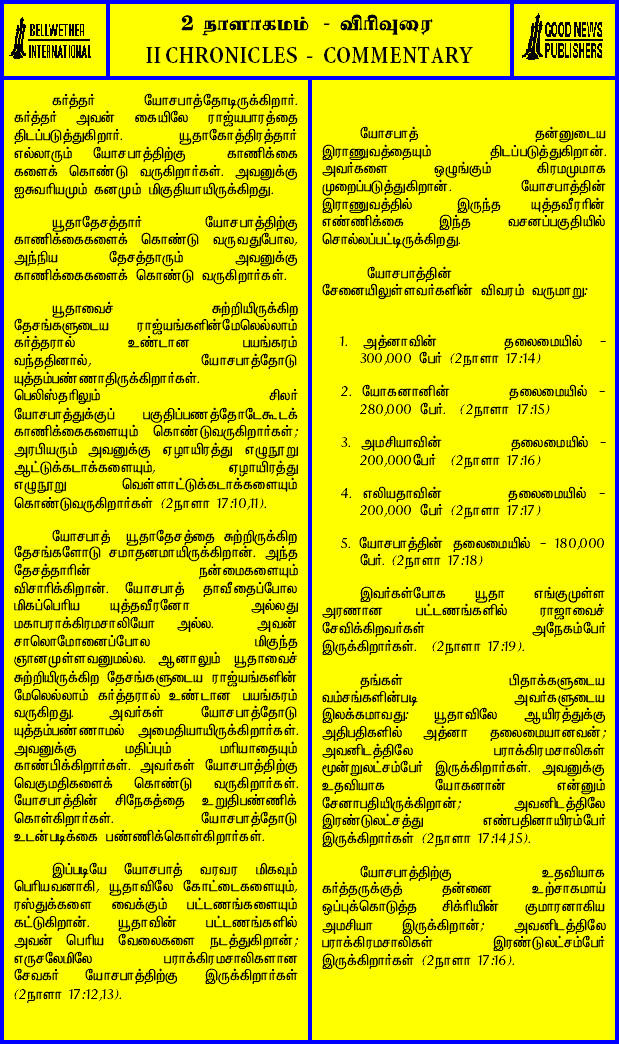 BELLWETHER
INTERNATIONAL
2 நாளாகமம் - விரிவுரை
II CHRONICLES - COMMENTARY
GOOD NEWS
PUBLISHERS
கர்த்தர் யோசபாத்தோடிருக்கிறார்.
கர்த்தர் அவன் கையிலே ராஜ்யபாரத்தை
திடப்படுத்துகிறார். யூதாகோத்திரத்தார்
எல்லாரும் யோசபாத்திற்கு காணிக்கை
களைக் கொண்டு வருகிறார்கள். அவனுக்கு
ஐசுவரியமும் கனமும் மிகுதியாயிருக்கிறது.
யூதாதேசத்தார் யோசபாத்திற்கு
காணிக்கைகளைக் கொண்டு வருவதுபோல,
அந்நிய தேசத்தாரும் அவனுக்கு
காணிக்கைகளைக் கொண்டு வருகிறார்கள்.
யூதாவைச் சுற்றியிருக்கிற
தேசங்களுடைய ராஜ்யங்களின்மேலெல்லாம்
கர்த்தரால் உண்டான பயங்கரம்
வந்ததினால், யோசபாத்தோடு
யுத்தம்பண்ணாதிருக்கிறார்கள்.
பெலிஸ்தரிலும் சிலர்
யோசபாத்துக்குப் பகுதிப்பணத்தோடேகூடக்
காணிக்கைகளையும் கொண்டுவருகிறார்கள்;
அரபியரும் அவனுக்கு ஏழாயிரத்து எழுநூறு
ஆட்டுக்கடாக்களையும், ஏழாயிரத்து
எழுநூறு வெள்ளாட்டுக்கடாக்களையும்
கொண்டுவருகிறார்கள் (2நாளா 17:10,11).
யோசபாத் யூதாதேசத்தை சுற்றிருக்கிற
தேசங்களோடு சமாதனமாயிருக்கிறான். அந்த
தேசத்தாரின் நன்மைகளையும்
விசாரிக்கிறான். யோசபாத் தாவீதைப்போல
மிகப்பெரிய யுத்தவீரனோ அல்லது
மகாபராக்கிரமசாலியோ அல்ல. அவன்
சாலொமோனைப்போல மிகுந்த
ஞானமுள்ளவனுமல்ல. ஆனாலும் யூதாவைச்
சுற்றியிருக்கிற தேசங்களுடைய ராஜ்யங்களின்
மேலெல்லாம் கர்த்தரால் உண்டான பயங்கரம்
வருகிறது. அவர்கள் யோசபாத்தோடு
யுத்தம்பண்ணாமல் அமைதியாயிருக்கிறார்கள்.
அவனுக்கு மதிப்பும் மரியாதையும்
காண்பிக்கிறார்கள். அவர்கள் யோசபாத்திற்கு
வெகுமதிகளைக் கொண்டு வருகிறார்கள்.
யோசபாத்தின் சிநேகத்தை உறுதிபண்ணிக்
கொள்கிறார்கள். யோசபாத்தோடு
உடன்படிக்கை பண்ணிக்கொள்கிறார்கள்.
இப்படியே யோசபாத் வரவர மிகவும்
பெரியவனாகி, யூதாவிலே கோட்டைகளையும்,
ரஸ்துக்களை வைக்கும் பட்டணங்களையும்
கட்டுகிறான். யூதாவின் பட்டணங்களில்
அவன் பெரிய வேலைகளை நடத்துகிறான்;
எருசலேமிலே பராக்கிரமசாலிகளான
சேவகர் யோசபாத்திற்கு இருக்கிறார்கள்
(2நாளா 17:12,13).
யோசபாத் தன்னுடைய
இராணுவத்தையும் திடப்படுத்துகிறான்.
அவர்களை ஒழுங்கும் கிரமமுமாக
முறைப்படுத்துகிறான். யோசபாத்தின்
இராணுவத்தில் இருந்த யுத்தவீரரின்
எண்ணிக்கை இந்த வசனப்பகுதியில்
சொல்லப்பட்டிருக்கிறது.
யோசபாத்தின்
சேனையிலுள்ளவர்களின் விவரம் வருமாறு:
1. அத்னாவின் தலைமையில் -
300,000 பேர் (2நாளா 17:14)
2. யோகனானின் தலைமையில் -
280,000 பேர். (2நாளா 17:15)
3. அமசியாவின் தலைமையில் -
200,000பேர் (2நாளா 17:16)
4. எலியதாவின் தலைமையில் -
200,000 பேர் (2நாளா 17:17)
5. யோசபாத்தின் தலைமையில் - 180,000
பேர். (2நாளா 17:18)
இவர்கள்போக யூதா எங்குமுள்ள
அரணான பட்டணங்களில் ராஜாவைச்
சேவிக்கிறவர்கள் அநேகம்பேர்
இருக்கிறார்கள். (2நாளா 17:19).
தங்கள் பிதாக்களுடைய
வம்சங்களின்படி அவர்களுடைய
இலக்கமாவது: யூதாவிலே ஆயிரத்துக்கு
அதிபதிகளில் அத்னா தலைமையானவன்;
அவனிடத்திலே பராக்கிரமசாலிகள்
மூன்றுலட்சம்பேர் இருக்கிறார்கள். அவனுக்கு
உதவியாக யோகனான் என்னும்
சேனாபதியிருக்கிறான்; அவனிடத்திலே
இரண்டுலட்சத்து எண்பதினாயிரம்பேர்
இருக்கிறார்கள் (2நாளா 17:14,15).
யோசபாத்திற்கு உதவியாக
கர்த்தருக்குத் தன்னை உற்சாகமாய்
ஒப்புக்கொடுத்த சிக்ரியின் குமாரனாகிய
அமசியா இருக்கிறான்; அவனிடத்திலே
பராக்கிரமசாலிகள் இரண்டுலட்சம்பேர்
இருக்கிறார்கள் (2நாளா 17:16).